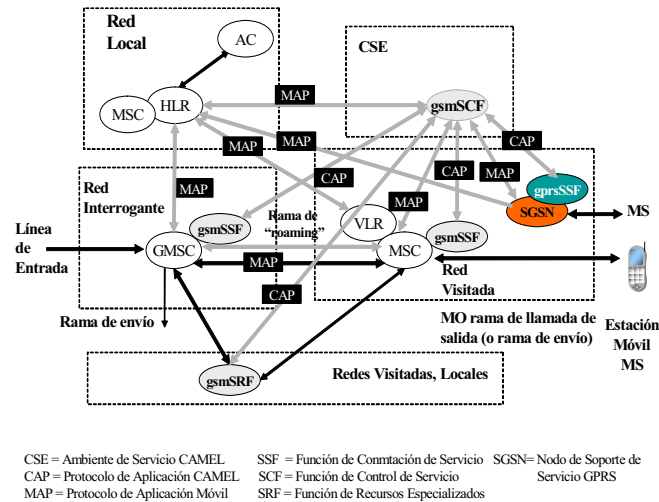 Red
Local
AC
CSE
MSC
HLR
MAP
gsmSCF
MAP
MAP
CAP
MAP
CAP
CAP
MAP
Red
Interrogante
MAP
gprsSSF
SGSN
MS
Línea
de
Entrada
gsmSSF
Rama de
“roaming”
VLR
gsmSSF
GMSC
MSC
MAP
Red
Visitada
CAP
Rama de envío
MO rama de llamada de
salida (o rama de envío)
Estación
Móvil
MS
gsmSRF
Redes Visitadas, Locales
CSE = Ambiente de Servicio CAMEL
SSF = Función de Conmtación de Servicio
SGSN= Nodo de Soporte de
Servicio GPRS
CAP = Protocolo de Aplicación CAMEL
SCF = Función de Control de Servicio
MAP = Protocolo de Aplicación Móvil
SRF = Función de Recursos Especializados